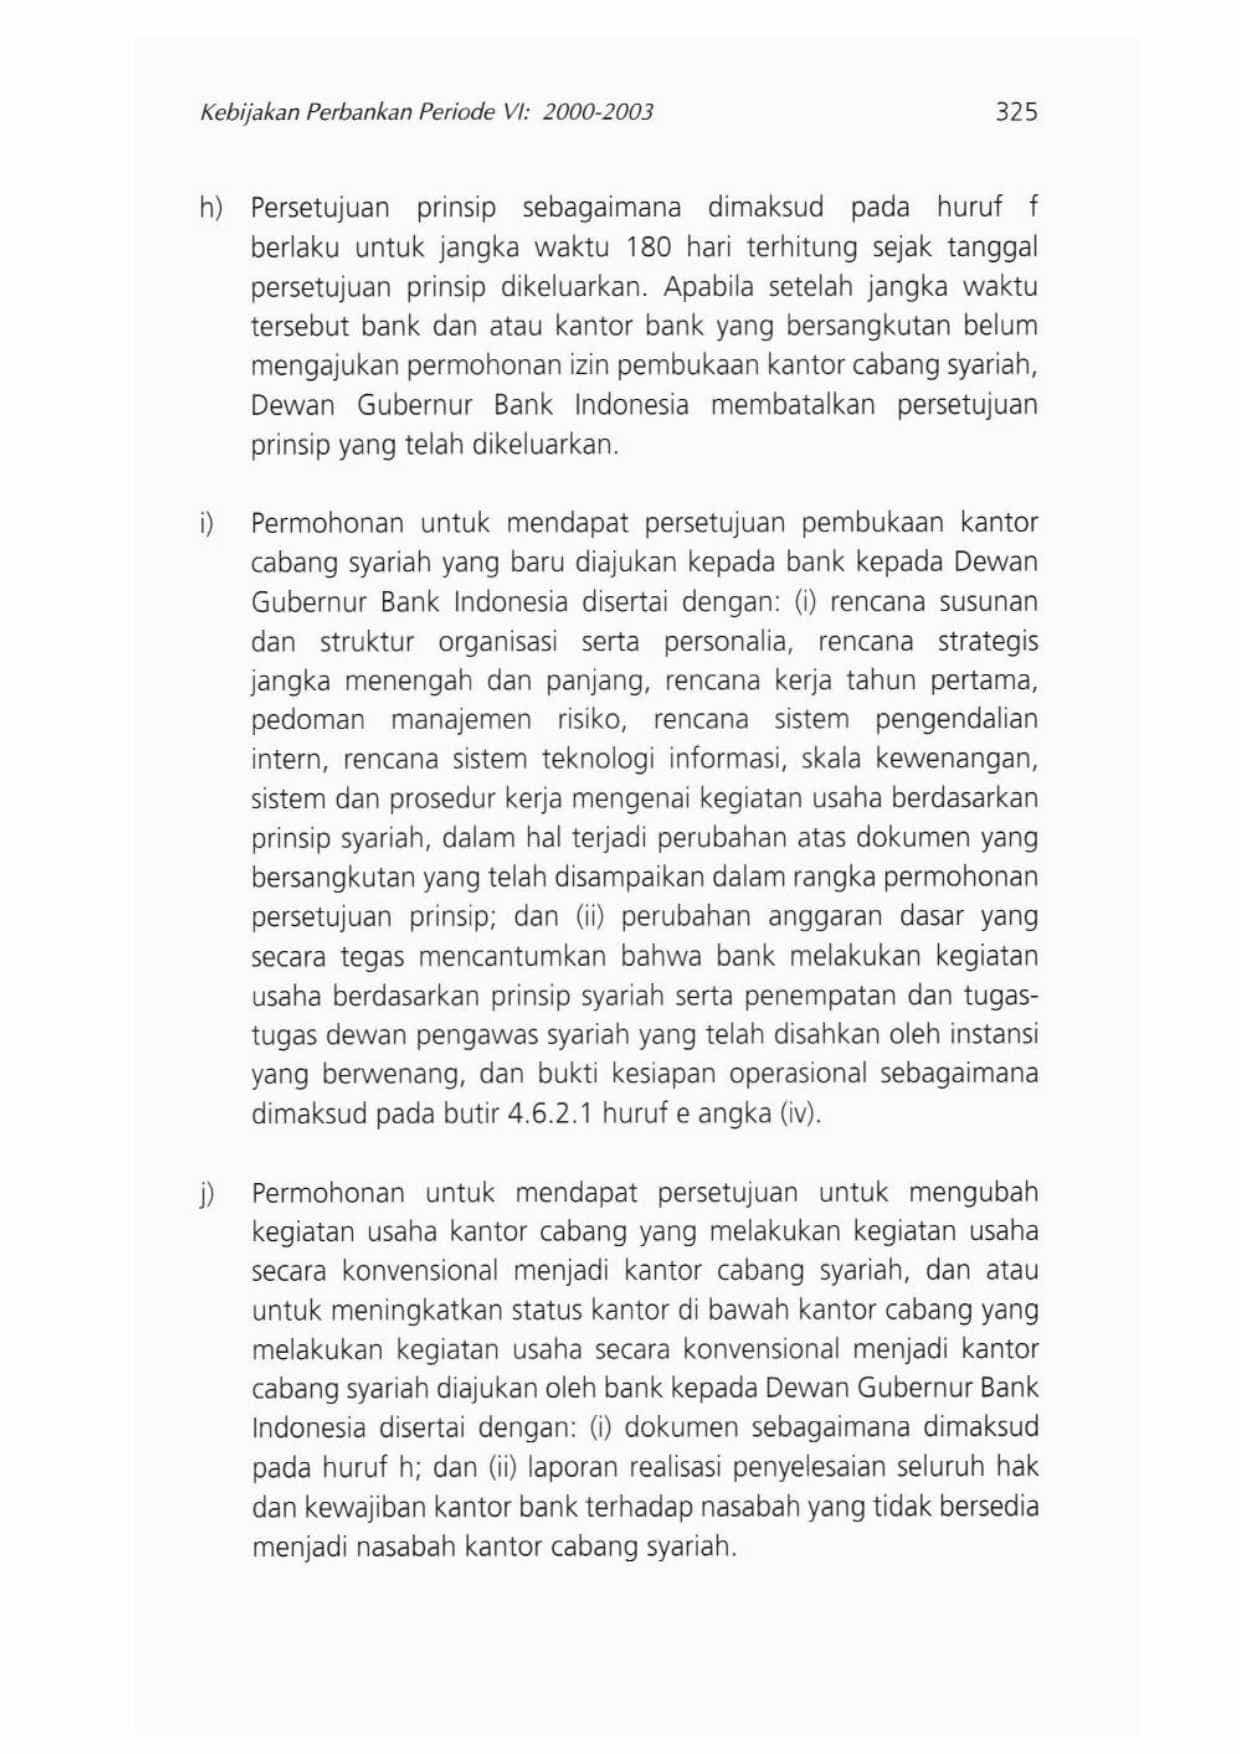 Kebijakan Perbankan Periode VI: 2000-2003 325
h) Persetujuan prinsip sebagaimana dimaksud pada huruf f
berlaku untuk jangka waktu 180 hari terhitung sejak tanggal
persetujuan prinsip dikeluarkan. Apabila setelah jangka waktu
tersebut bank dan atau kantor bank yang bersangkutan belum
mengajukan permohonan izin pembukaan kantor cabang syariah,
Dewan Gubernur Bank Indonesia membatalkan persetujuan
prinsip yang telah dikeluarkan.
i) Permohonan untuk mendapat persetujuan pembukaan kantor
cabang syariah yang baru diajukan kepada bank kepada Dewan
Gubernur Bank Indonesia disertai dengan: (i) rencana susunan
dan struktur organisasi serta personalia, rencana strategis
jangka menengah dan panjang, rencana kerja tahun pertama,
pedoman manajemen risiko, rencana sistem pengendalian
intern, rencana sistem teknologi informasi, skala kewenangan,
sistem dan prosedur kerja mengenai kegiatan usaha berdasarkan
prinsip syariah, dalam hal terjadi perubahan atas dokumen yang
bersangkutan yang telah disampaikan dalam rangka permohonan
persetujuan prinsip; dan (ii) perubahan anggaran dasar yang
secara tegas mencantumkan bahwa bank melakukan kegiatan
usaha berdasarkan prinsip syariah serta penempatan dan tugas-
tugas dewan pengawas syariah yang telah disahkan oleh instansi
yang berwenang, dan bukti kesiapan operasional sebagaimana
dimaksud pada butir 4.6.2.1 huruf e angka (iv).
j) Permohonan untuk mendapat persetujuan untuk mengubah
kegiatan usaha kantor cabang yang melakukan kegiatan usaha
secara konvensional menjadi kantor cabang syariah, dan atau
untuk meningkatkan status kantor di bawah kantor cabang yang
melakukan kegiatan usaha secara konvensional menjadi kantor
cabang syariah diajukan oleh bank kepada Dewan Gubernur Bank
Indonesia disertai dengan: (i) dokumen sebagaimana dimaksud
pada huruf h; dan (ii) laporan realisasi penyelesaian seluruh hak
dan kewajiban kantor bank terhadap nasabah yang tidak bersedia
menjadi nasabah kantor cabang syariah.